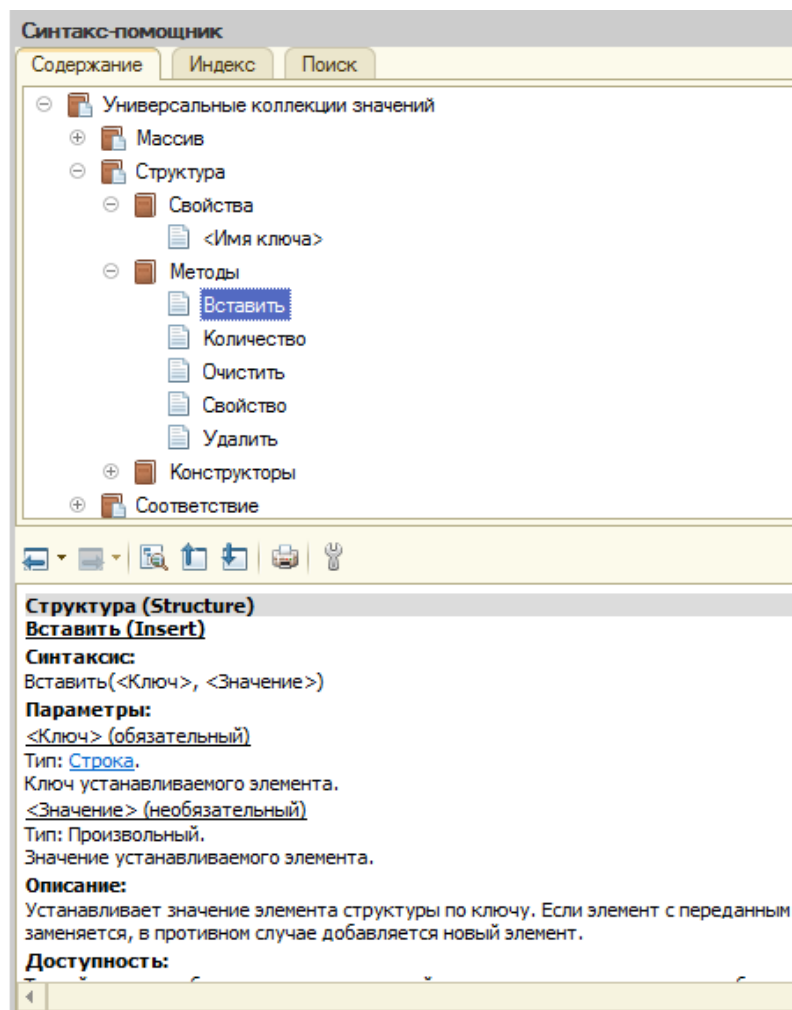 Синтакс-помощник
Содержание Индекс Поиск
Универсальные коллекции значений
Массив
Структура
Свойства
<Имя ключа>
Методы
Вставить
Количество
Очистить
Свойство
Удалить
Конструкторы
Соответствие
Структура (Structure)
Вставить (Insert)
Синтаксис:
Вставить(<Ключ>, <Значение>)
Параметры:
<Ключ> (обязательный)
Тип: Строка.
Ключ устанавливаемого элемента.
<Значение> (необязательный)
Тип: Произвольный.
Значение устанавливаемого элемента.
Описание:
Устанавливает значение элемента структуры по ключу. Если элемент с переданным
заменяется, в противном случае добавляется новый элемент.
Доступность: